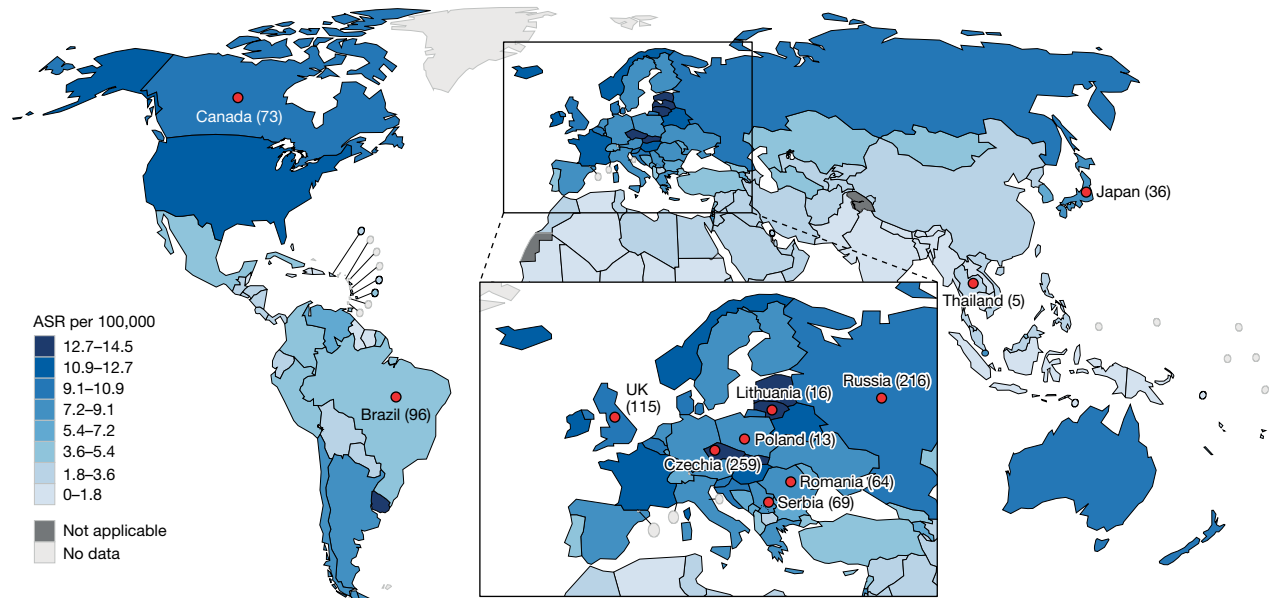 Canada (73)
Japan (36)
Thailand (5)
Brazil (96)
ASR per 100,000
12.7–14.5
10.9–12.7
9.1–10.9
7.2–9.1
5.4–7.2
3.6–5.4
1.8–3.6
0–1.8
Not applicable
No data
UK
(115)
Lithuania (16)
Russia (216)
Poland (13)
Czechia (259)
Romania (64)
Serbia (69)